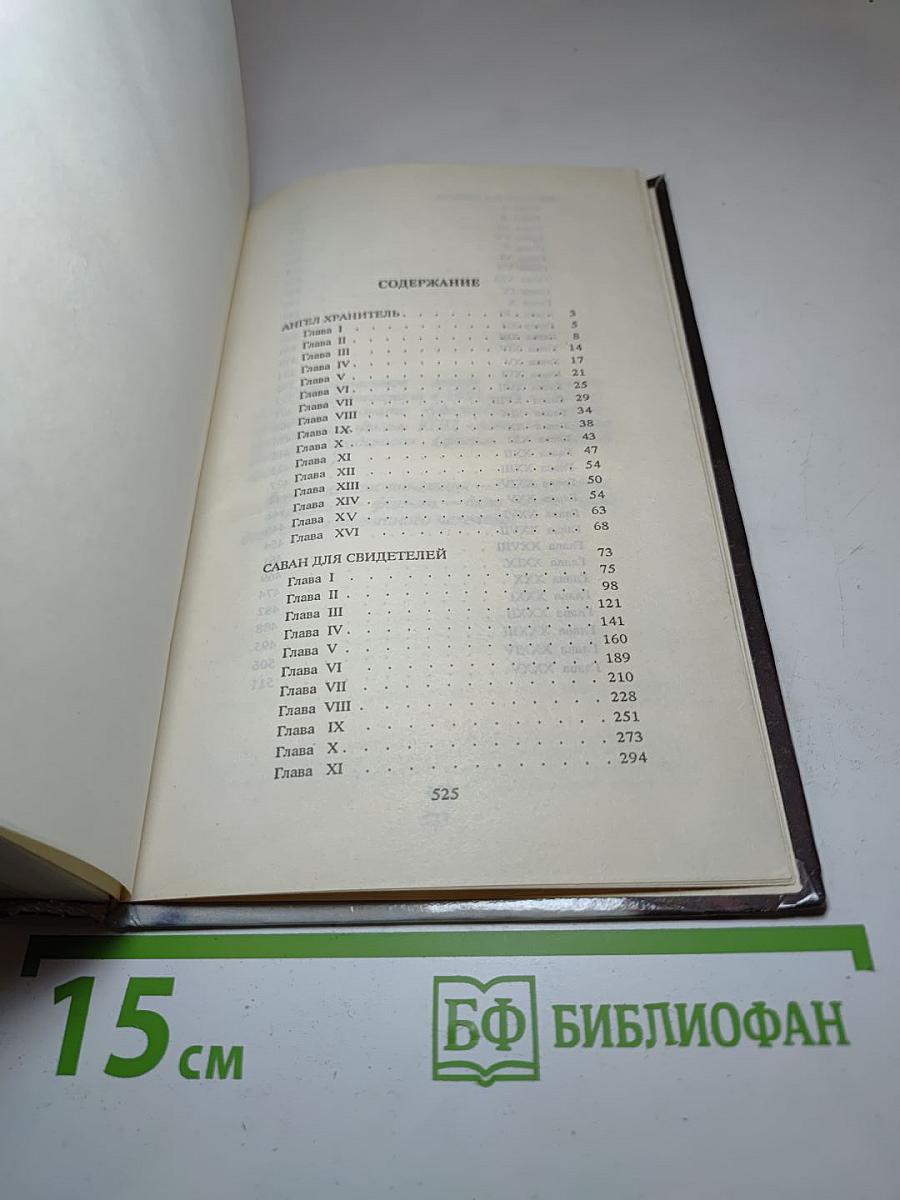 СОДЕРЖАНИЕ
АНГЕЛ ХРАНИТЕЛЬ . . . . . . . . . . 3
Глава I . . . . . . . . . . . . 5
Глава II . . . . . . . . . . . . 8
Глава III . . . . . . . . . . . . 14
Глава IV . . . . . . . . . . . . 17
Глава V . . . . . . . . . . . . 21
Глава VI . . . . . . . . . . . . 25
Глава VII . . . . . . . . . . . . 29
Глава VIII . . . . . . . . . . . . 34
Глава IX . . . . . . . . . . . . 38
Глава X . . . . . . . . . . . . 43
Глава XI . . . . . . . . . . . . 47
Глава XII . . . . . . . . . . . . 54
Глава XIII . . . . . . . . . . . . 50
Глава XIV . . . . . . . . . . . . 54
Глава XV . . . . . . . . . . . . 63
Глава XVI . . . . . . . . . . . . 68
САВАН ДЛЯ СВИДЕТЕЛЕЙ . . . . . . . 73
Глава I . . . . . . . . . . . . 75
Глава II . . . . . . . . . . . . 98
Глава III . . . . . . . . . . . . 121
Глава IV . . . . . . . . . . . . 141
Глава V . . . . . . . . . . . . 160
Глава VI . . . . . . . . . . . . 189
Глава VII . . . . . . . . . . . . 210
Глава VIII . . . . . . . . . . . . 228
Глава IX . . . . . . . . . . . . 251
Глава X . . . . . . . . . . . . 273
Глава XI . . . . . . . . . . . . 294
525
15 см
БФ БИБЛИОФАН